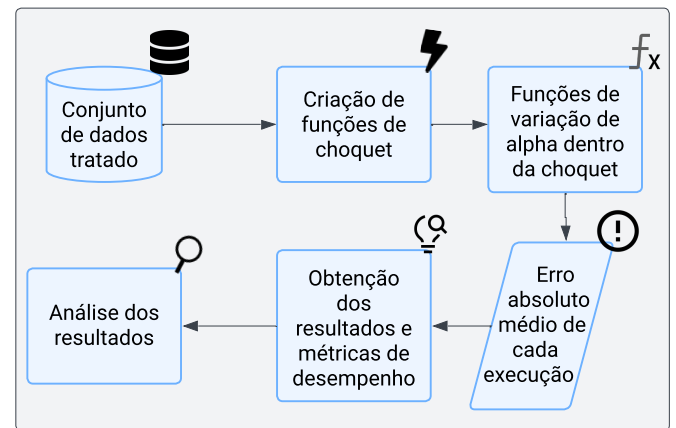 Conjunto
de dados
tratado
Criação de
funções de
choquet
Funções de
variação de
alpha dentro
da choquet
Erro
absoluto
médio de
cada
execução
Obtenção
dos
resultados e
métricas de
desempenho
Análise dos
resultados